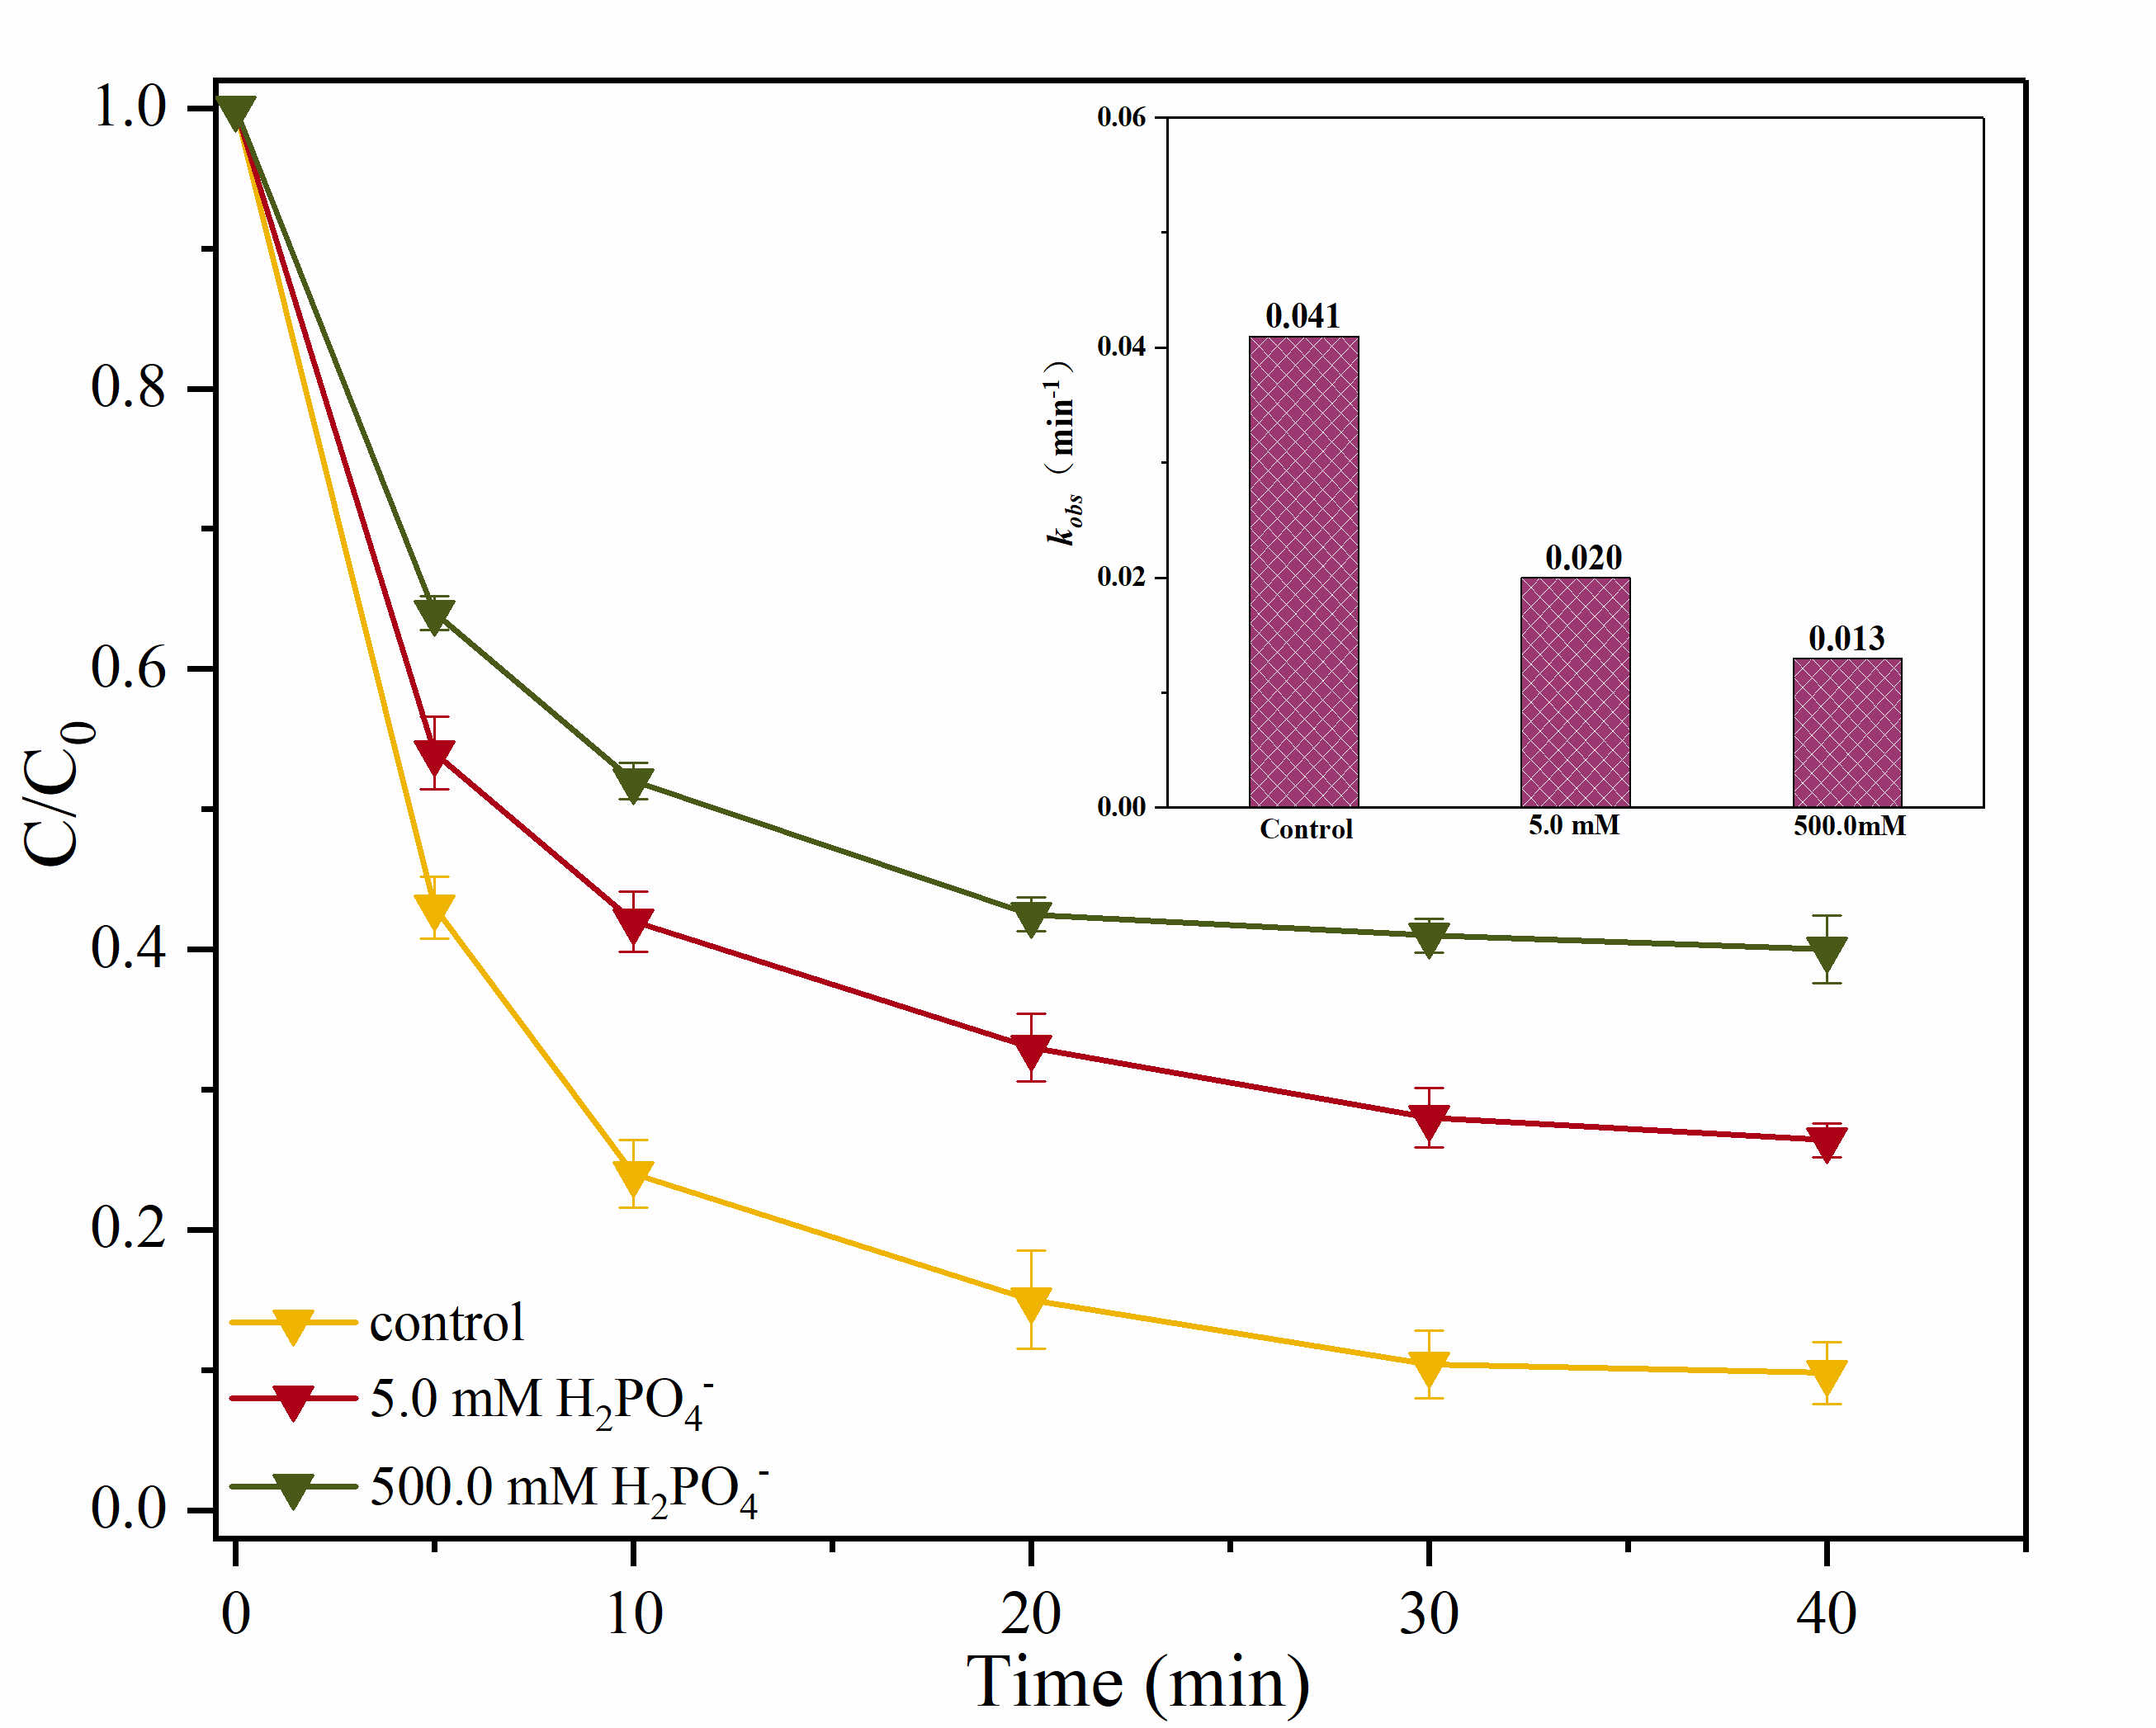 1.0
0.8
0.6
0.4
0.2
0.0
C/C₀
0 10 20 30 40
Time (min)
control
5.0 mM H₂PO₄⁻
500.0 mM H₂PO₄⁻
0.06
0.04
0.02
0.00
k_obs（min⁻¹）
0.041
0.020
0.013
Control 5.0 mM 500.0mM